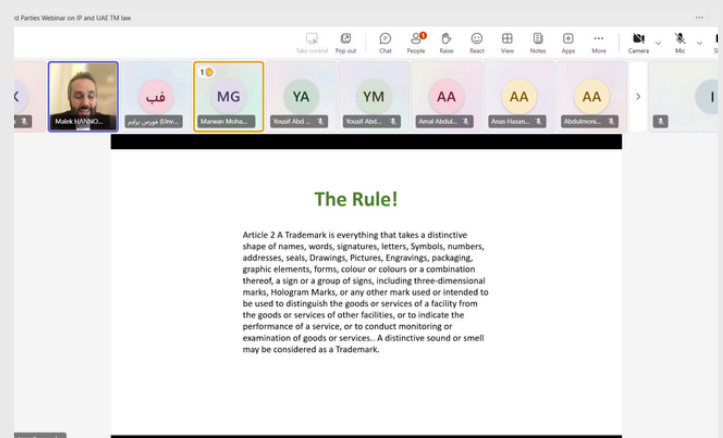 rd Parties Webinar on IP and UAE TM law
Take control Pop out Chat People 1 Raise React View Notes Apps More Camera Mic
1
MG YA YM AA AA AA
Malek HANNO... فورس برايم (Unv... Marwan Moha... Yousif Abd ... Yousif Abd... Amal Abdul... Anas Hasan... Abdulmoni...
The Rule!
Article 2 A Trademark is everything that takes a distinctive
shape of names, words, signatures, letters, Symbols, numbers,
addresses, seals, Drawings, Pictures, Engravings, packaging,
graphic elements, forms, colour or colours or a combination
thereof, a sign or a group of signs, including three-dimensional
marks, Hologram Marks, or any other mark used or intended to
be used to distinguish the goods or services of a facility from
the goods or services of other facilities, or to indicate the
performance of a service, or to conduct monitoring or
examination of goods or services.. A distinctive sound or smell
may be considered as a Trademark.